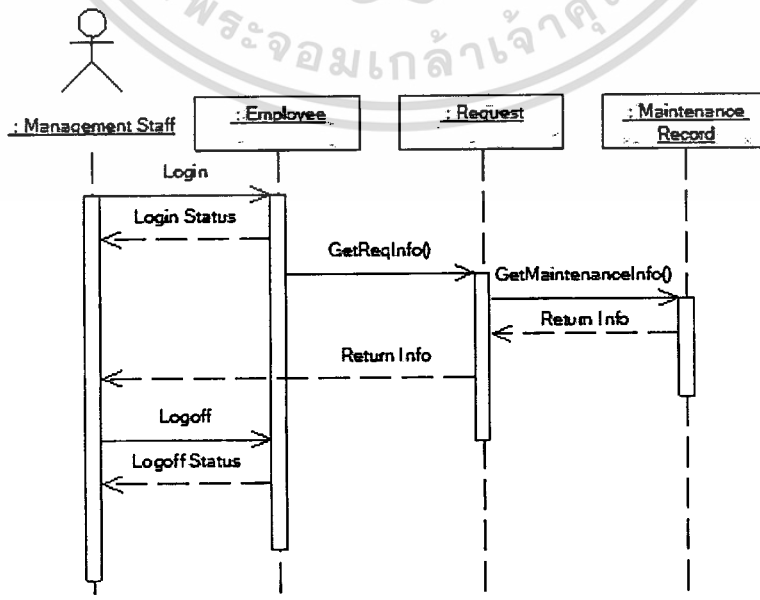 พระจอมเกล้าเจ้าคุ
: Management Staff
: Employee
: Request
: Maintenance
Record
Login
Login Status
GetReqInfo()
GetMaintenanceInfo()
Return Info
Return Info
Logoff
Logoff Status